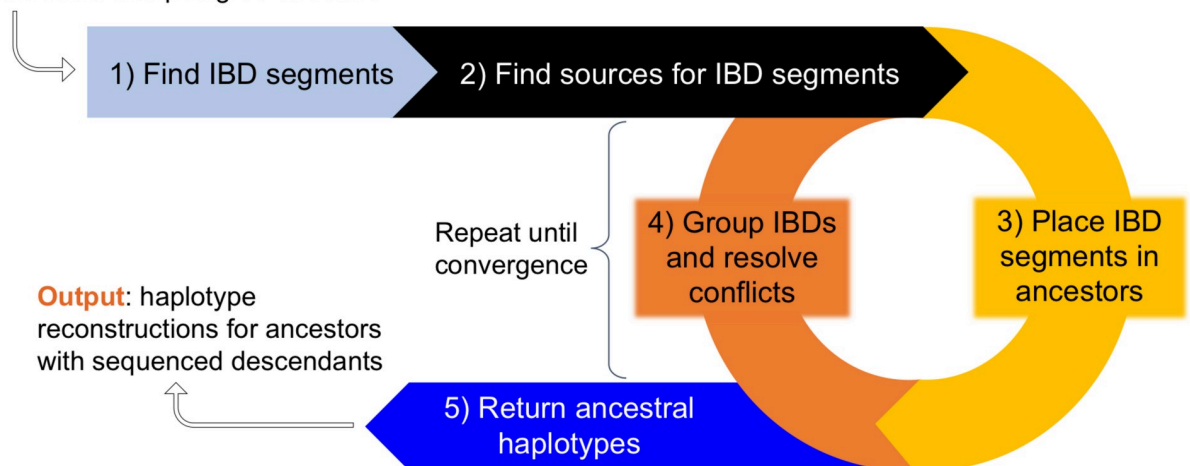 1) Find IBD segments
2) Find sources for IBD segments
Repeat until
convergence
4) Group IBDs
and resolve
conflicts
3) Place IBD
segments in
ancestors
Output: haplotype
reconstructions for ancestors
with sequenced descendants
5) Return ancestral
haplotypes